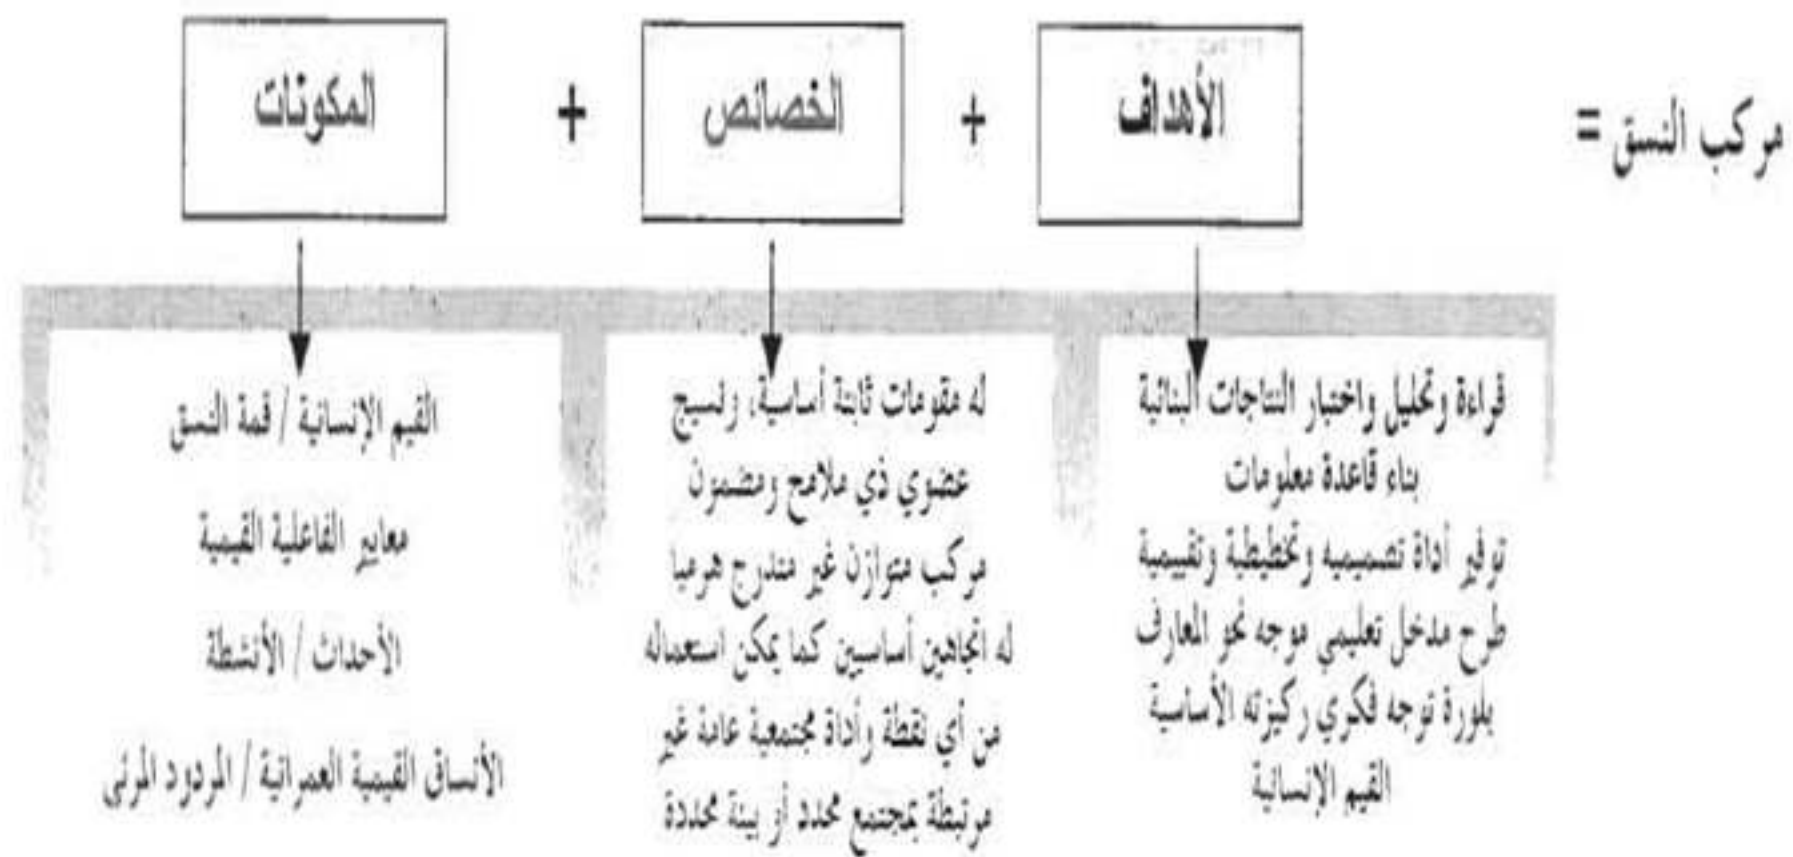 مركب النسق =
الأهداف
+
الخصائص
+
المكونات
قراءة وتحليل واختبار النتاجات البنائية
بناء قاعدة معلومات
توفير أداة تصميميه وتخطيطية وتقييمية
طرح مدخل تعليمي موجه نحو المعارف
بلورة توجه فكري ركيزته الأساسية
القيم الإنسانية
له مقومات ثابتة أساسية، ونسيج
عضوي ذي ملامح ومضمون
مركب متوازن غير متدرج هرميا
له اتجاهين أساسيين كما يمكن استعماله
من أي نقطة وأداة مجتمعية عامة غير
مرتبطة بمجتمع محدد أو بيئة محددة
القيم الإنسانية / قمة النسق
معايير الفاعلية القيمية
الأحداث / الأنشطة
الأنساق القيمية العمرانية / المردود المرئى